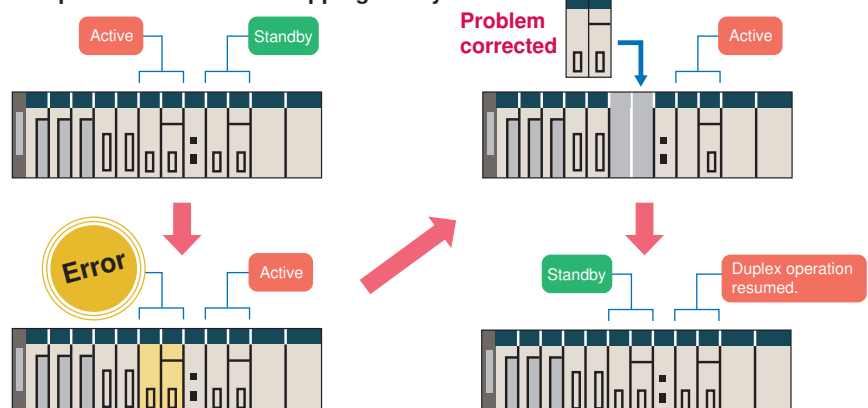 Active
Standby
Problem
corrected
Active
Error
Active
Standby
Duplex operation
resumed.